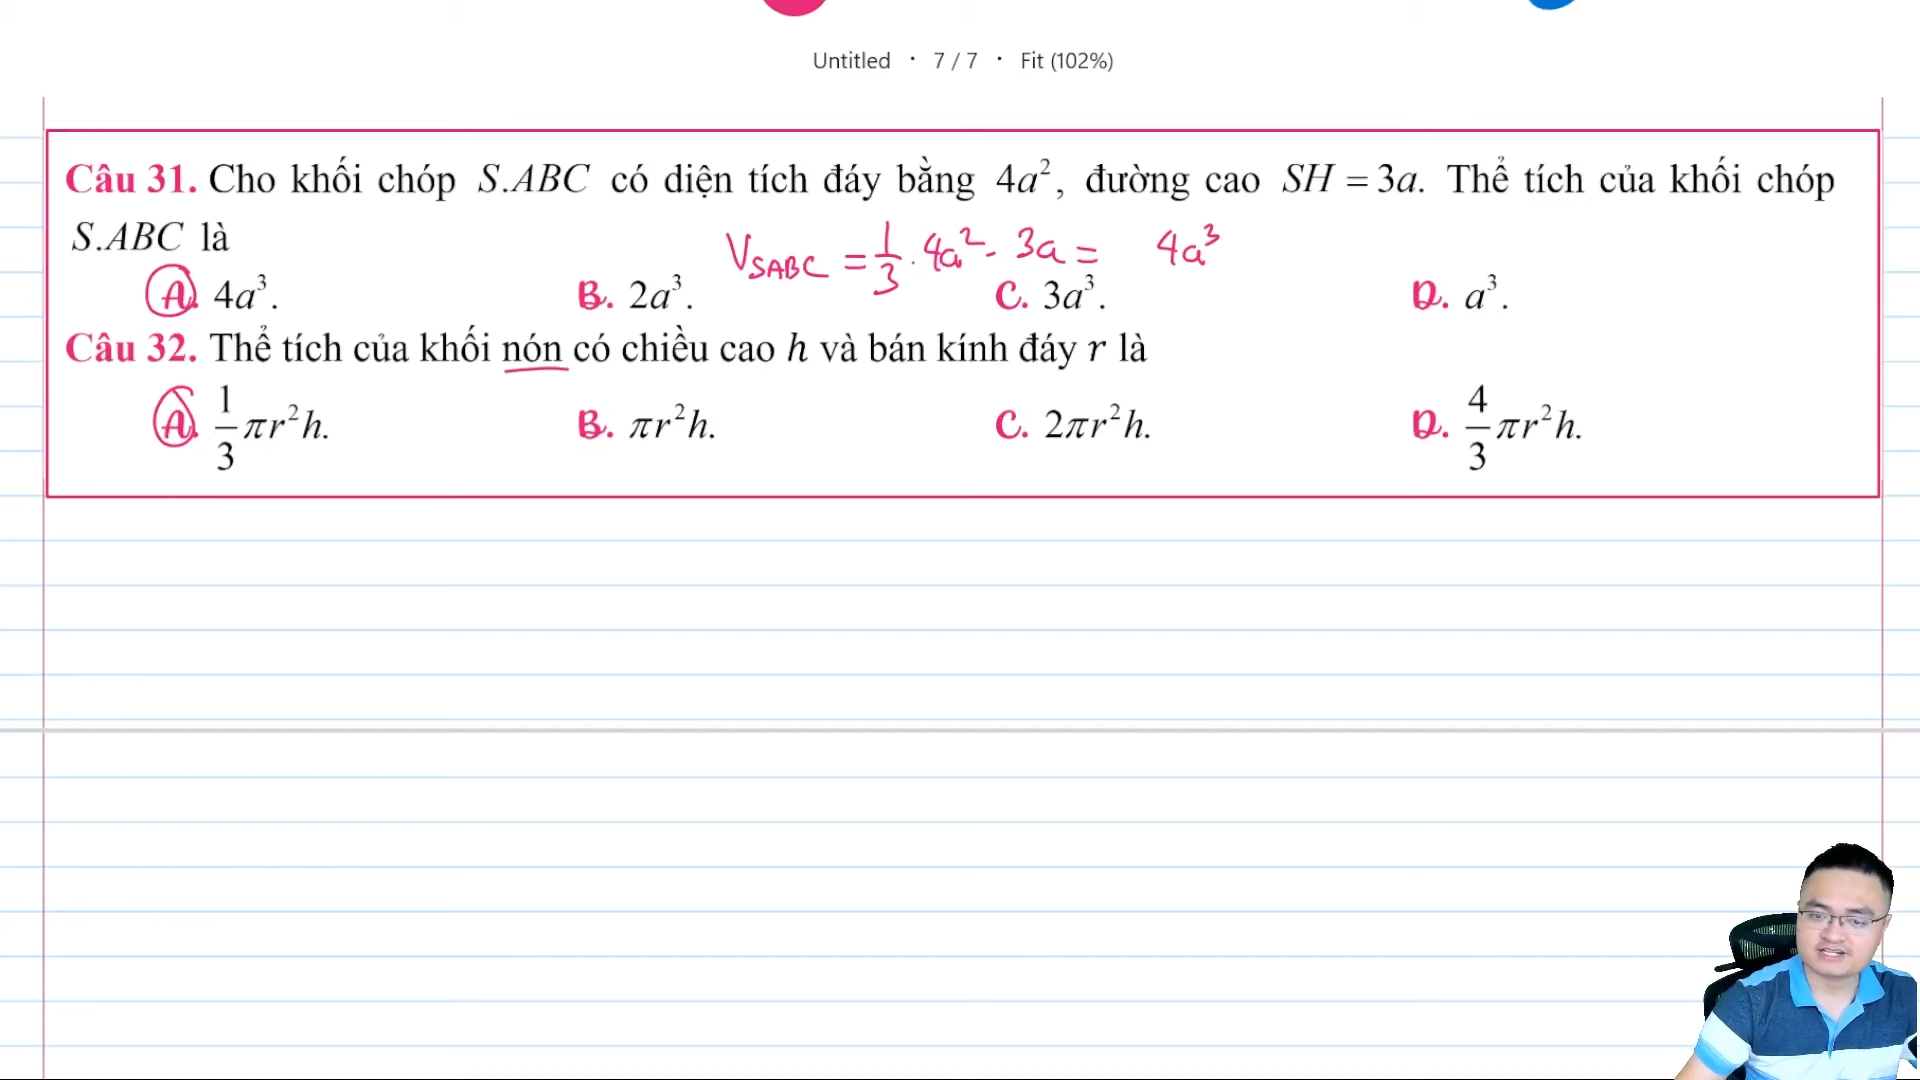 Untitled · 7 / 7 · Fit (102%)
Câu 31. Cho khối chóp S.ABC có diện tích đáy bằng 4a², đường cao SH = 3a. Thể tích của khối chóp
S.ABC là
V_SABC = 1/3 . 4a² . 3a = 4a³
A. 4a³. B. 2a³. C. 3a³. D. a³.
Câu 32. Thể tích của khối nón có chiều cao h và bán kính đáy r là
A. 1/3 πr²h. B. πr²h. C. 2πr²h. D. 4/3 πr²h.